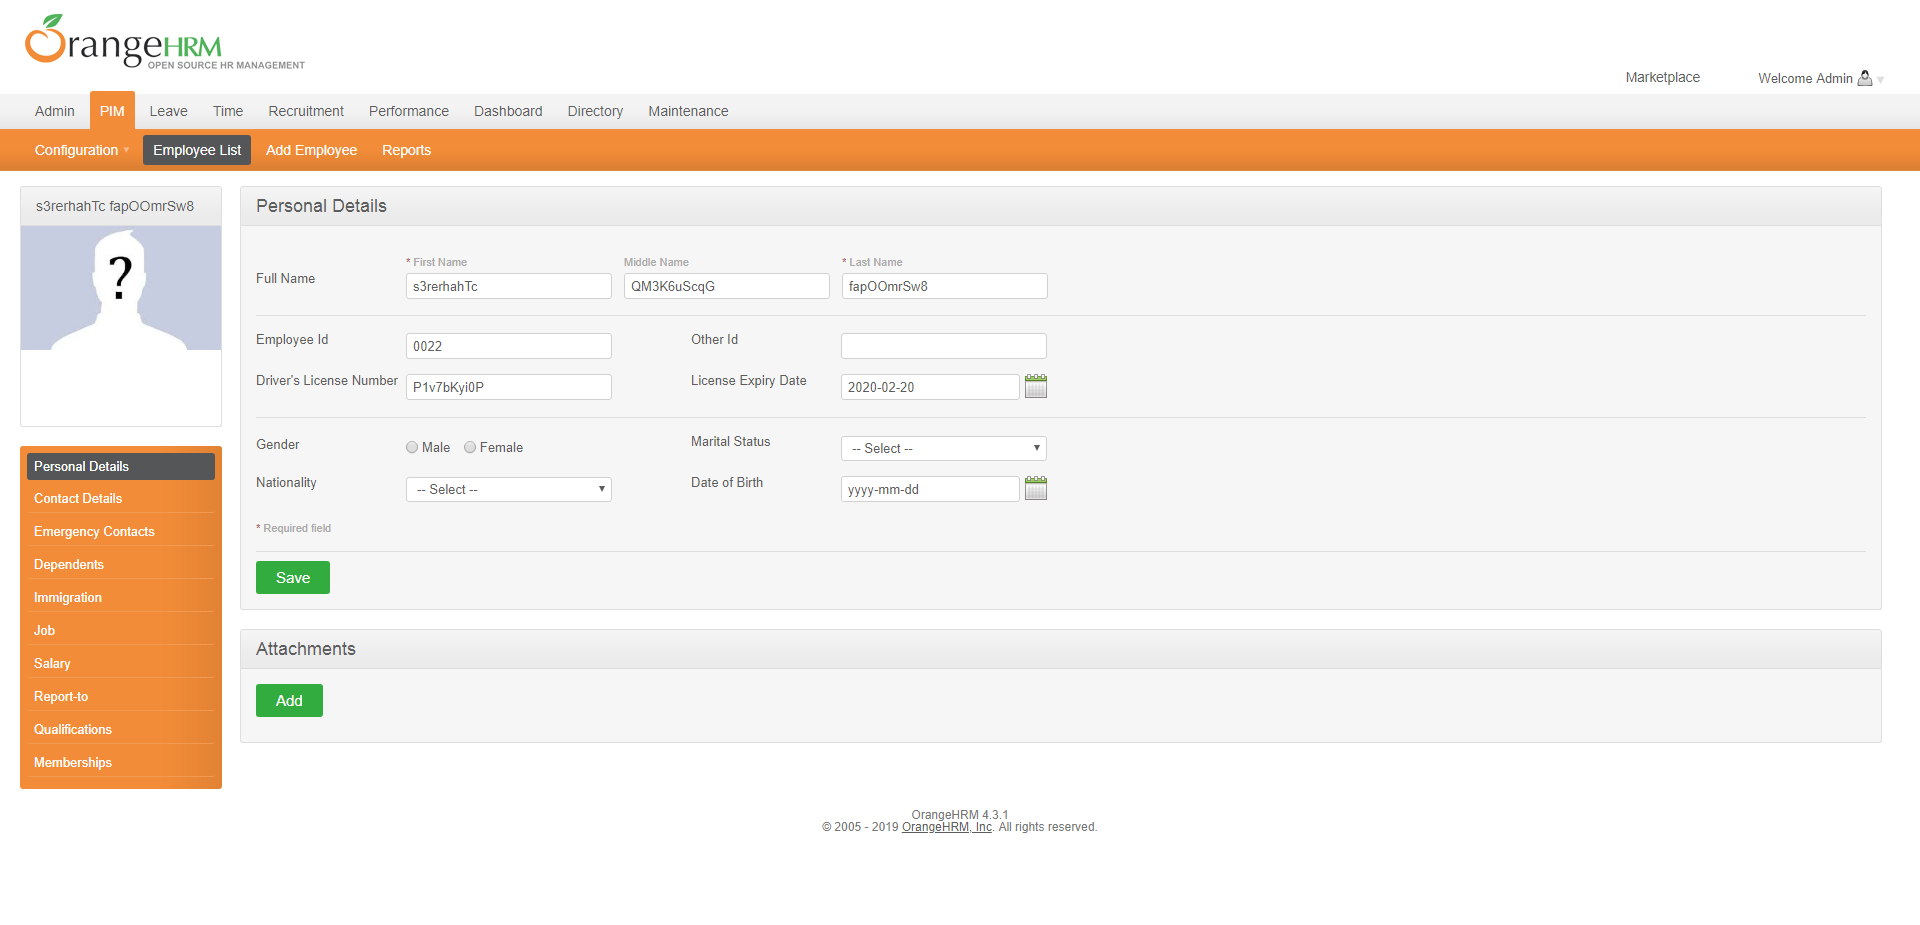 OrangeHRM
OPEN SOURCE HR MANAGEMENT
Marketplace
Welcome Admin
Admin PIM Leave Time Recruitment Performance Dashboard Directory Maintenance
Configuration Employee List Add Employee Reports
s3rerhahTc fapOOmrSw8
?
Personal Details
Contact Details
Emergency Contacts
Dependents
Immigration
Job
Salary
Report-to
Qualifications
Memberships
Personal Details
* First Name Middle Name * Last Name
Full Name s3rerhahTc QM3K6uScqG fapOOmrSw8
Employee Id 0022 Other Id
Driver's License Number P1v7bKyi0P License Expiry Date 2020-02-20
Gender Male Female Marital Status -- Select --
Nationality -- Select -- Date of Birth yyyy-mm-dd
* Required field
Save
Attachments
Add
OrangeHRM 4.3.1
© 2005 - 2019 OrangeHRM, Inc. All rights reserved.